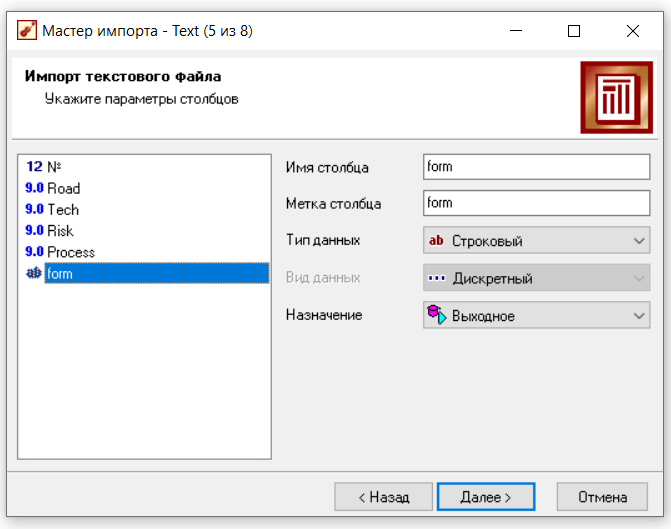 Мастер импорта - Text (5 из 8)
Импорт текстового файла
Укажите параметры столбцов
12 №
9.0 Road
9.0 Tech
9.0 Risk
9.0 Process
ab form
Имя столбца form
Метка столбца form
Тип данных ab Строковый
Вид данных Дискретный
Назначение Выходное
< Назад Далее > Отмена